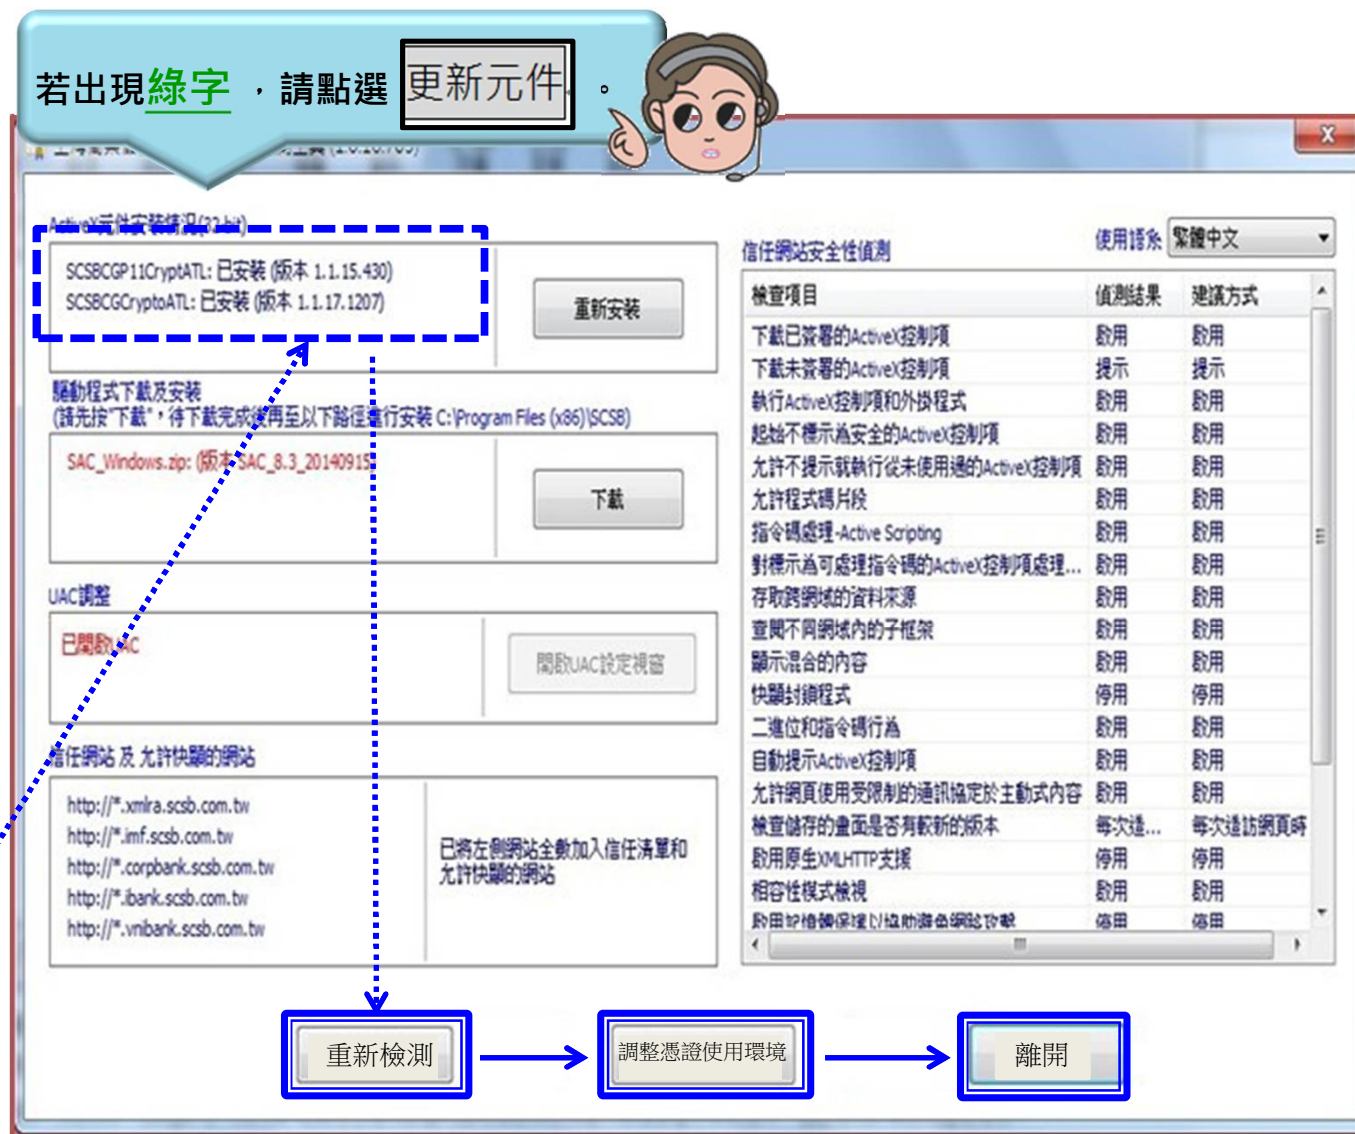 若出現綠字,請點選 更新元件。
ActiveX元件安裝情況(32-bit)
SCSBCGP11CryptATL: 已安裝 (版本 1.1.15.430)
SCSBCGCryptoATL: 已安裝 (版本 1.1.17.1207)
重新安裝
驅動程式下載及安裝
(請先按"下載",待下載完成後再至以下路徑進行安裝 C:\Program Files (x86)\SCSB)
SAC_Windows.zip: (版本 SAC_8.3_20140915)
下載
UAC調整
已開啟UAC
開啟UAC設定視窗
信任網站 及 允許快顯的網站
http://*.xmlra.scsb.com.tw
http://*.imf.scsb.com.tw
http://*.corpbank.scsb.com.tw
http://*.ibank.scsb.com.tw
http://*.vnibank.scsb.com.tw
已將左側網站全數加入信任清單和
允許快顯的網站
使用語系 繁體中文
信任網站安全性偵測
檢查項目 偵測結果 建議方式
下載已簽署的ActiveX控制項 啟用 啟用
下載未簽署的ActiveX控制項 提示 提示
執行ActiveX控制項和外掛程式 啟用 啟用
起始不標示為安全的ActiveX控制項 啟用 啟用
允許不提示就執行從未使用過的ActiveX控制項 啟用 啟用
允許程式碼片段 啟用 啟用
指令碼處理-Active Scripting 啟用 啟用
對標示為可處理指令碼的ActiveX控制項處理... 啟用 啟用
存取跨網域的資料來源 啟用 啟用
查閱不同網域內的子框架 啟用 啟用
顯示混合的內容 啟用 啟用
快顯封鎖程式 停用 停用
二進位和指令碼行為 啟用 啟用
自動提示ActiveX控制項 啟用 啟用
允許網頁使用受限制的通訊協定於主動式內容 啟用 啟用
檢查儲存的畫面是否有較新的版本 每次造... 每次造訪網頁時
啟用原生XMLHTTP支援 停用 停用
相容性模式檢視 啟用 啟用
啟用記憶體保護以協助避免網路攻擊 停用 停用
重新檢測
調整憑證使用環境
離開